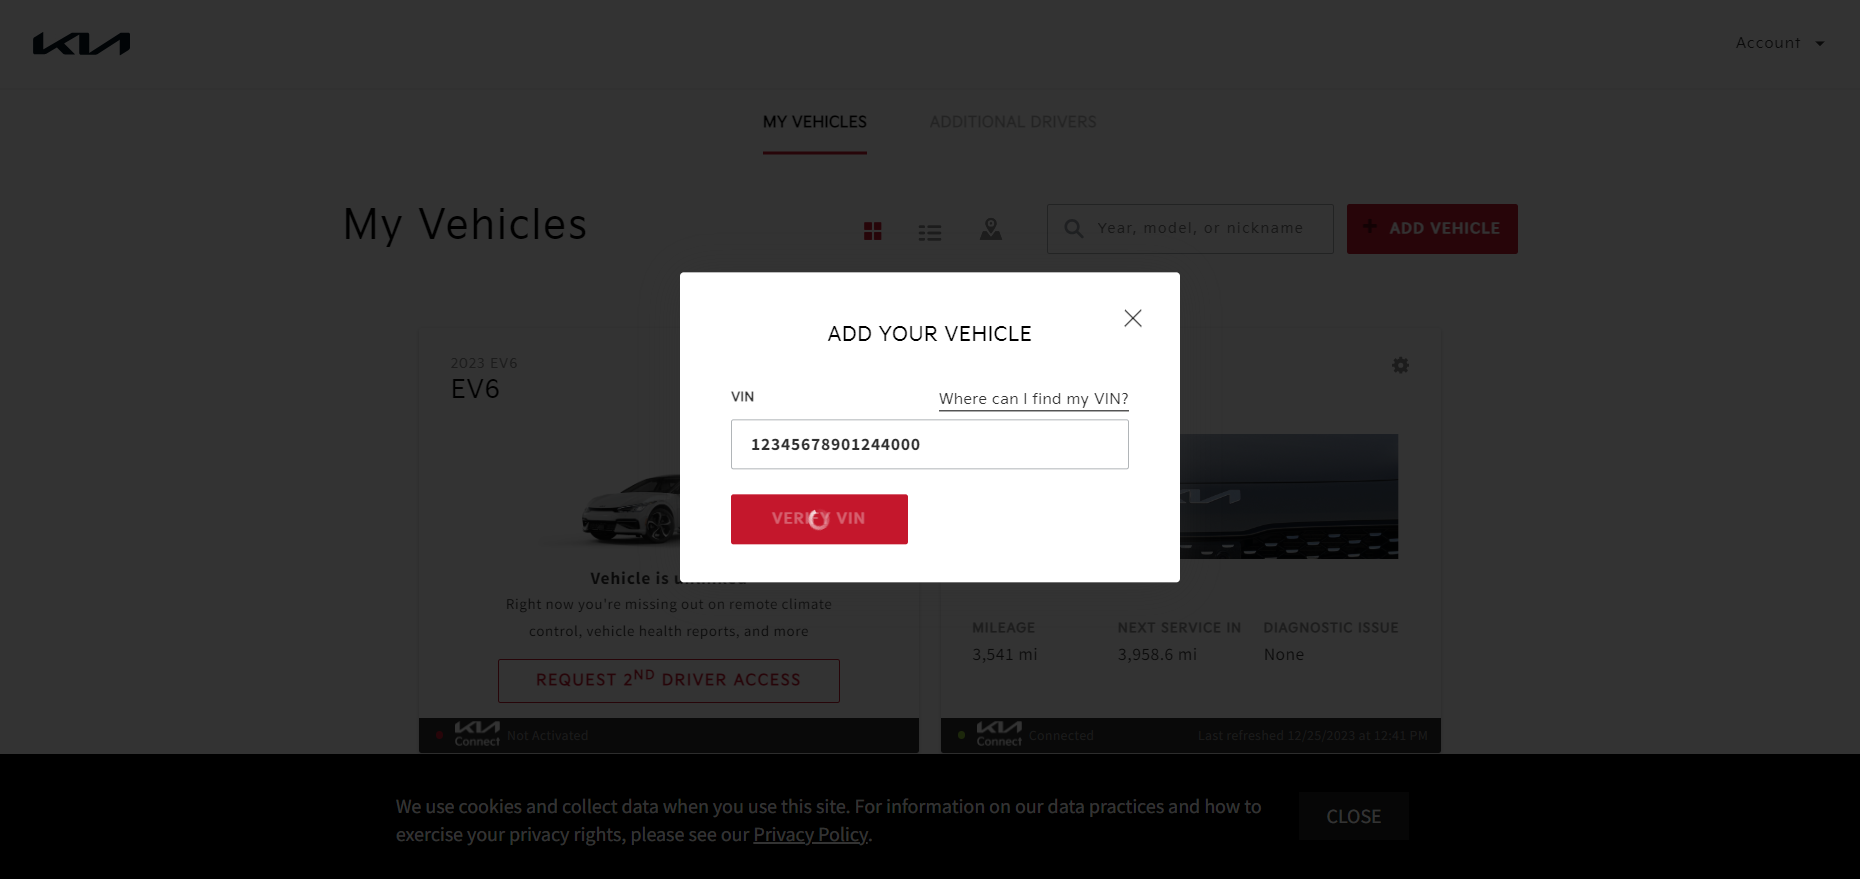 KIA
Account
MY VEHICLES
ADDITIONAL DRIVERS
My Vehicles
Year, model, or nickname
+ ADD VEHICLE
ADD YOUR VEHICLE
VIN
Where can I find my VIN?
12345678901244000
VERIFY VIN
2023 EV6
EV6
Vehicle is
Right now you're missing out on remote climate
control, vehicle health reports, and more
REQUEST 2ND DRIVER ACCESS
KIA
Connect Not Activated
KIA
MILEAGE
NEXT SERVICE IN
DIAGNOSTIC ISSUE
3,541 mi
3,958.6 mi
None
KIA
Connect Connected
Last refreshed 12/25/2023 at 12:41 PM
We use cookies and collect data when you use this site. For information on our data practices and how to
exercise your privacy rights, please see our Privacy Policy.
CLOSE